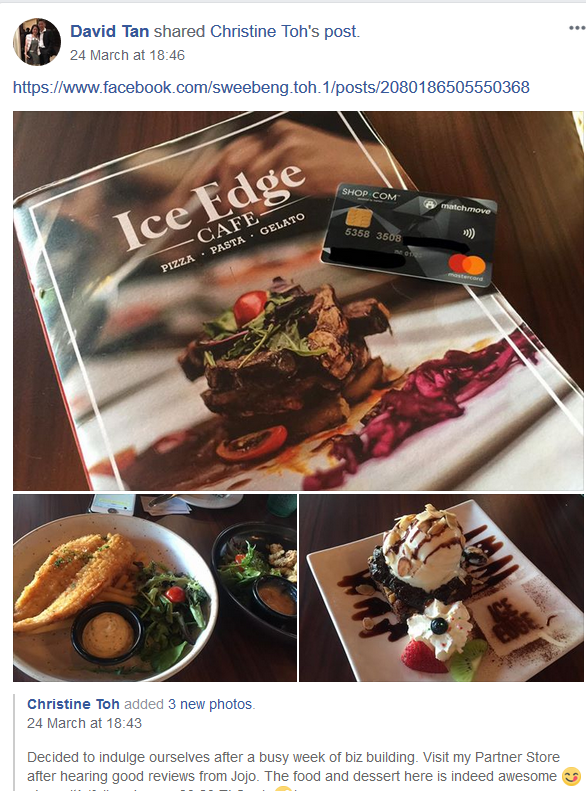 David Tan shared Christine Toh's post.
24 March at 18:46
https://www.facebook.com/sweebeng.toh.1/posts/2080186505550368
Ice Edge
CAFE
PIZZA · PASTA · GELATO
SHOP·COM
matchmove
5358 3508
mastercard
ICE
EDGE
Christine Toh added 3 new photos.
24 March at 18:43
Decided to indulge ourselves after a busy week of biz building. Visit my Partner Store
after hearing good reviews from Jojo. The food and dessert here is indeed awesome 😋